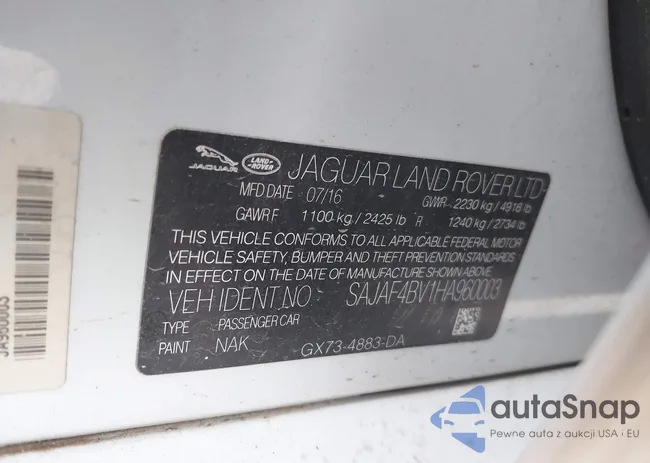 JAGUAR LAND-ROVER JAGUAR LAND ROVER LTD
MFD DATE 07/16 GWR 2230 kg / 4916 lb
GAWR F 1100 kg / 2425 lb R 1240 kg / 2734 lb
THIS VEHICLE CONFORMS TO ALL APPLICABLE FEDERAL MOTOR
VEHICLE SAFETY, BUMPER AND THEFT PREVENTION STANDARDS
IN EFFECT ON THE DATE OF MANUFACTURE SHOWN ABOVE.
VEH IDENT. NO. SAJAF4BV1HA960003
TYPE PASSENGER CAR
PAINT NAK GX73-4883-DA
autaSnap
Pewne auta z aukcji USA i EU